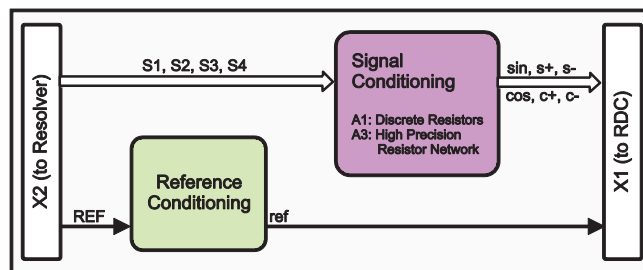 X2 (to Resolver)
S1, S2, S3, S4
Signal
Conditioning
A1: Discrete Resistors
A3: High Precision
Resistor Network
sin, s+, s-
cos, c+, c-
X1 (to RDC)
Reference
Conditioning
REF
ref